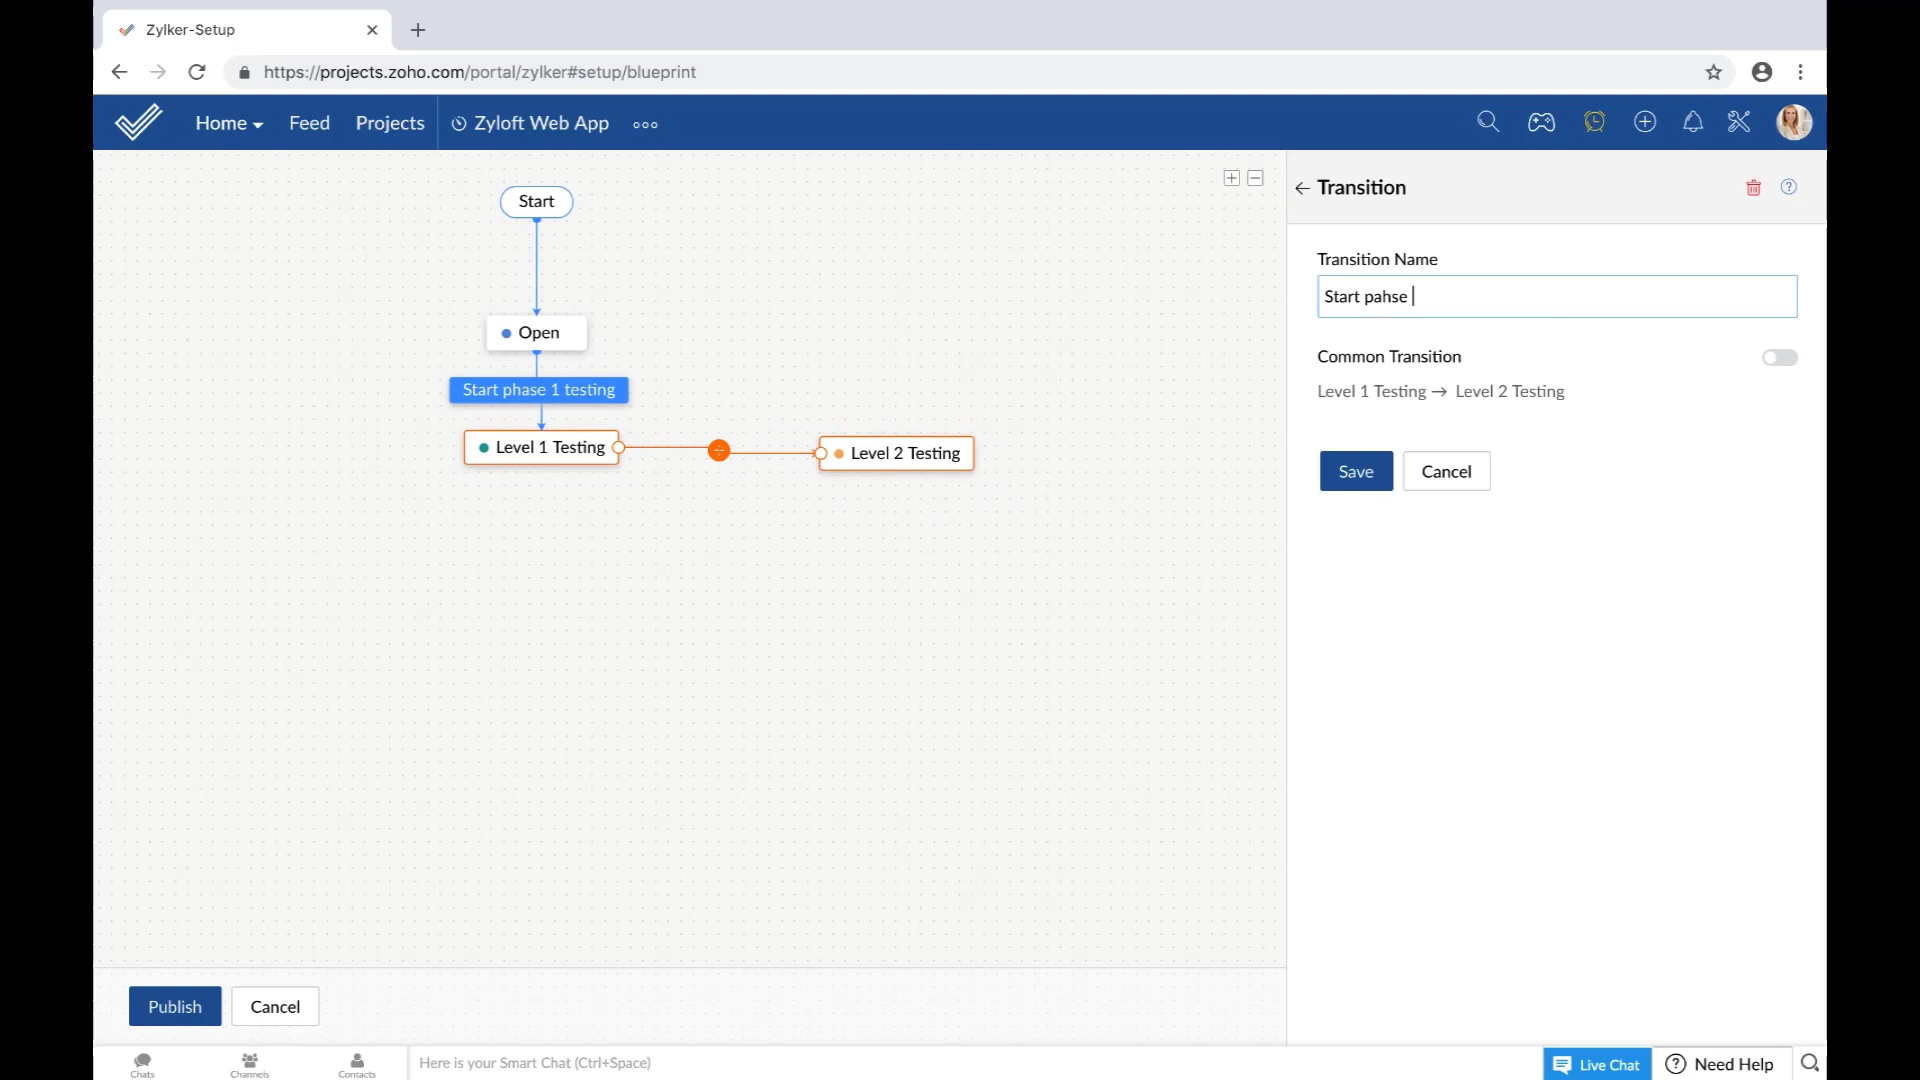 Zylker-Setup
https://projects.zoho.com/portal/zylker#setup/blueprint
Home
Feed
Projects
Zyloft Web App
Start
Open
Start phase 1 testing
Level 1 Testing
Level 2 Testing
Transition
Transition Name
Start pahse
Common Transition
Level 1 Testing → Level 2 Testing
Save
Cancel
Publish
Cancel
Chats
Channels
Contacts
Here is your Smart Chat (Ctrl+Space)
Live Chat
Need Help